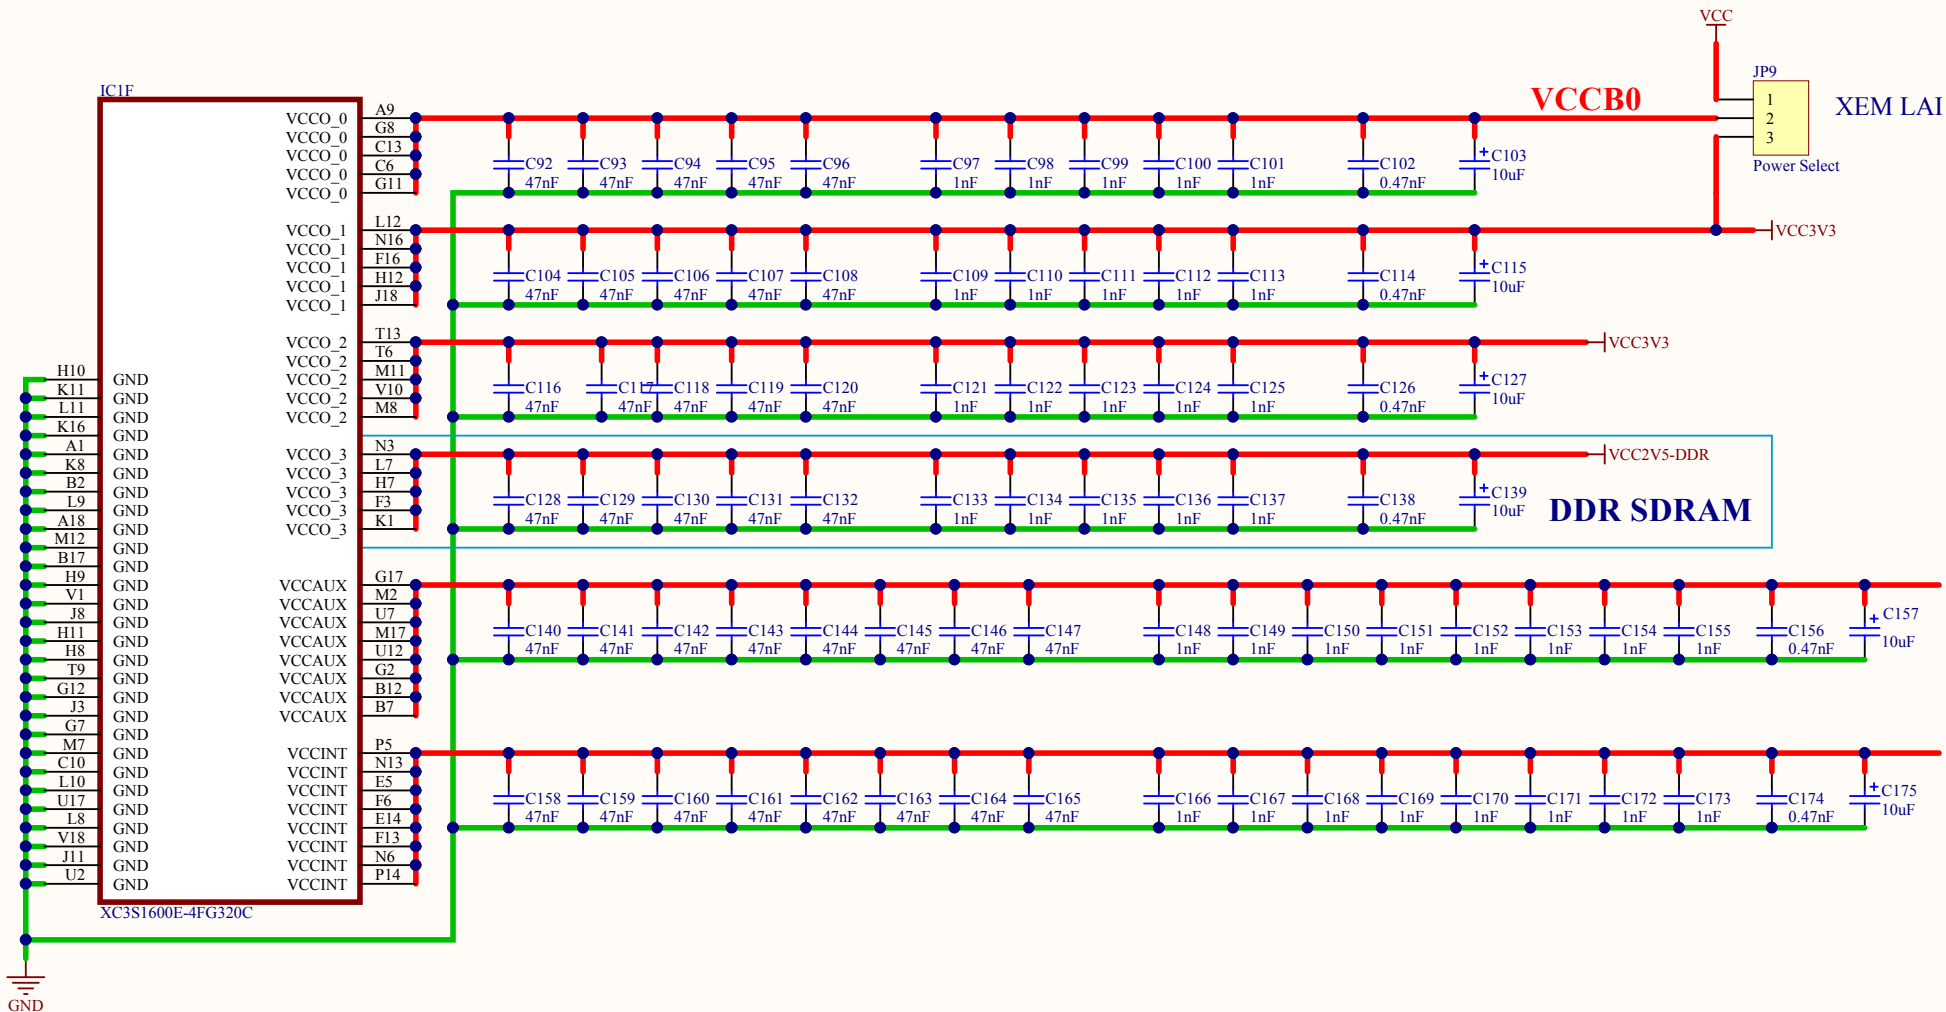 VCC
JP9
1
2
3
Power Select
XEM LAI
VCCB0
IC1F
VCCO_0 A9
VCCO_0 G8
VCCO_0 C13
VCCO_0 C6
VCCO_0 G11
C92 C93 C94 C95 C96 C97 C98 C99 C100 C101 C102 +C103
47nF 47nF 47nF 47nF 47nF 1nF 1nF 1nF 1nF 1nF 0.47nF 10uF
VCCO_1 L12
VCCO_1 N16
VCCO_1 F16
VCCO_1 H12
VCCO_1 J18
VCC3V3
C104 C105 C106 C107 C108 C109 C110 C111 C112 C113 C114 +C115
47nF 47nF 47nF 47nF 47nF 1nF 1nF 1nF 1nF 1nF 0.47nF 10uF
VCCO_2 T13
VCCO_2 T6
VCCO_2 M11
VCCO_2 V10
VCCO_2 M8
VCC3V3
C116 C117 C118 C119 C120 C121 C122 C123 C124 C125 C126 +C127
47nF 47nF 47nF 47nF 47nF 1nF 1nF 1nF 1nF 1nF 0.47nF 10uF
VCCO_3 N3
VCCO_3 L7
VCCO_3 H7
VCCO_3 F3
VCCO_3 K1
VCC2V5-DDR
C128 C129 C130 C131 C132 C133 C134 C135 C136 C137 C138 +C139
47nF 47nF 47nF 47nF 47nF 1nF 1nF 1nF 1nF 1nF 0.47nF 10uF
DDR SDRAM
VCCAUX G17
VCCAUX M2
VCCAUX U7
VCCAUX M17
VCCAUX U12
VCCAUX G2
VCCAUX B12
VCCAUX B7
C140 C141 C142 C143 C144 C145 C146 C147 C148 C149 C150 C151 C152 C153 C154 C155 C156 +C157
47nF 47nF 47nF 47nF 47nF 47nF 47nF 47nF 1nF 1nF 1nF 1nF 1nF 1nF 1nF 1nF 0.47nF 10uF
VCCINT P5
VCCINT N13
VCCINT E5
VCCINT F6
VCCINT E14
VCCINT F13
VCCINT N6
VCCINT P14
C158 C159 C160 C161 C162 C163 C164 C165 C166 C167 C168 C169 C170 C171 C172 C173 C174 +C175
47nF 47nF 47nF 47nF 47nF 47nF 47nF 47nF 1nF 1nF 1nF 1nF 1nF 1nF 1nF 1nF 0.47nF 10uF
H10 GND
K11 GND
L11 GND
K16 GND
A1 GND
K8 GND
B2 GND
L9 GND
A18 GND
M12 GND
B17 GND
H9 GND
V1 GND
J8 GND
H11 GND
H8 GND
T9 GND
G12 GND
J3 GND
G7 GND
M7 GND
C10 GND
L10 GND
U17 GND
L8 GND
V18 GND
J11 GND
U2 GND
XC3S1600E-4FG320C
GND